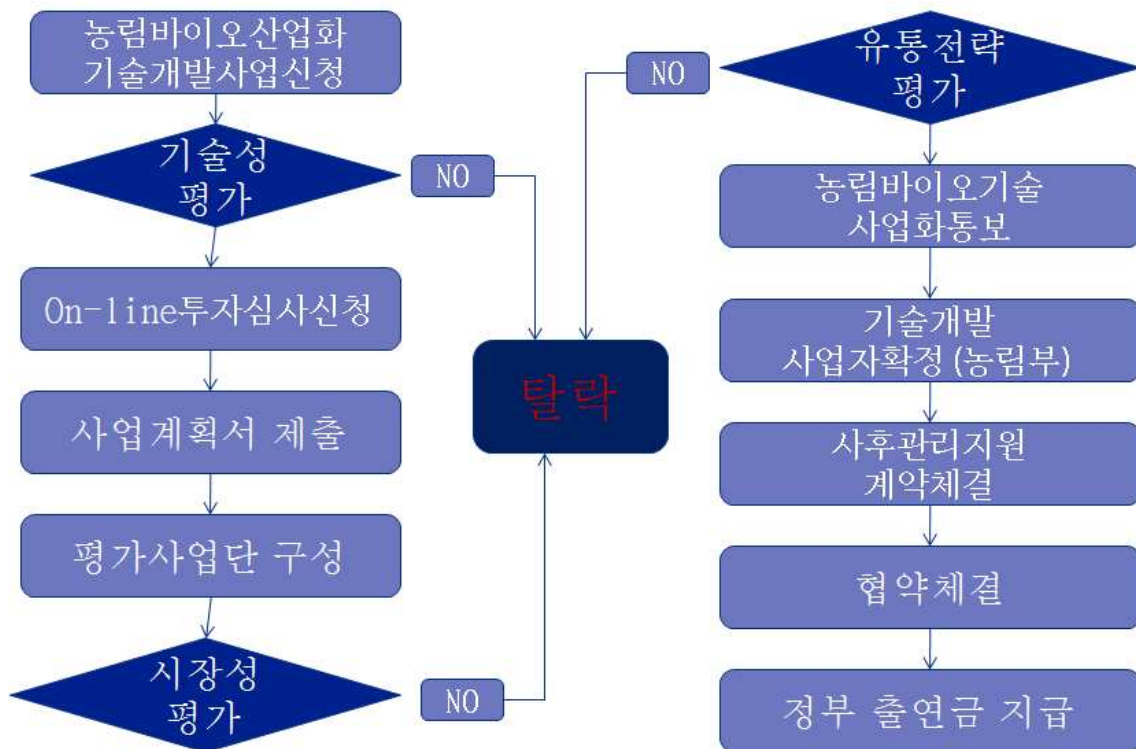 농림바이오산업화
기술개발사업신청
기술성
평가
NO
On-line투자심사신청
사업계획서 제출
평가사업단 구성
시장성
평가
NO
탈락
유통전략
평가
NO
농림바이오기술
사업화통보
기술개발
사업자확정 (농림부)
사후관리지원
계약체결
협약체결
정부 출연금 지급